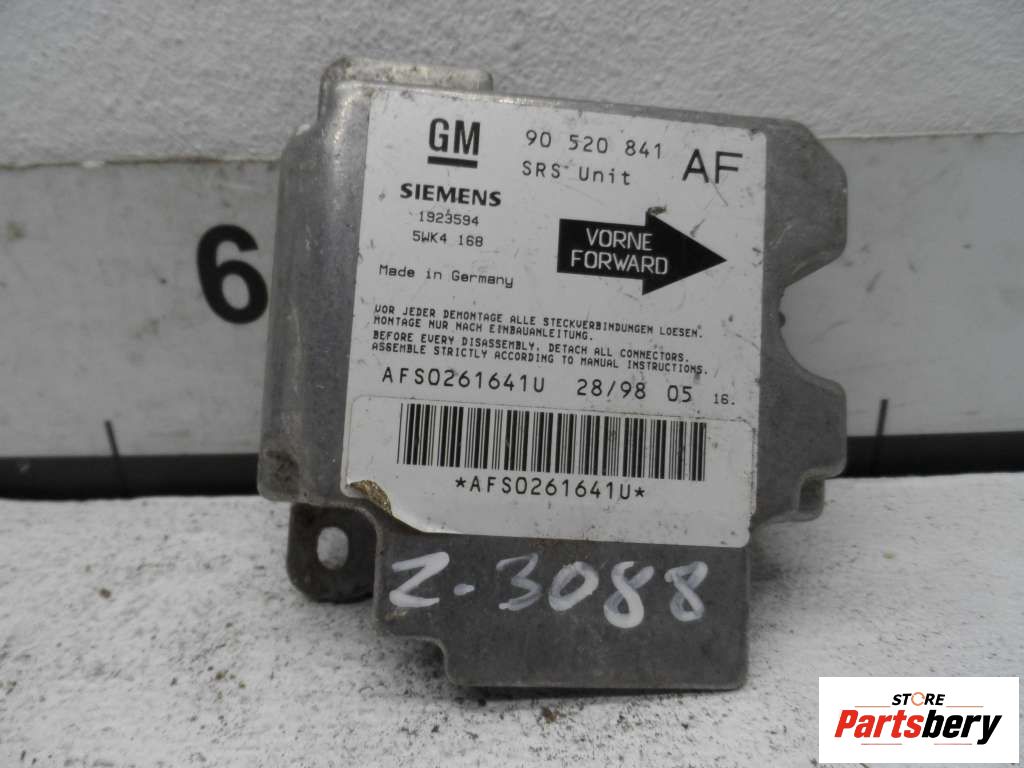 GM
90 520 841 AF
SRS Unit
SIEMENS
1923594
5WK4 168
VORNE
FORWARD
Made in Germany
VOR JEDER DEMONTAGE ALLE STECKVERBINDUNGEN LOESEN.
MONTAGE NUR NACH EINBAUANLEITUNG.
BEFORE EVERY DISASSEMBLY, DETACH ALL CONNECTORS.
ASSEMBLE STRICTLY ACCORDING TO MANUAL INSTRUCTIONS.
AFS0261641U 28/98 05 16.
*AFS0261641U*
Z-3088
6
STORE
Partsbery